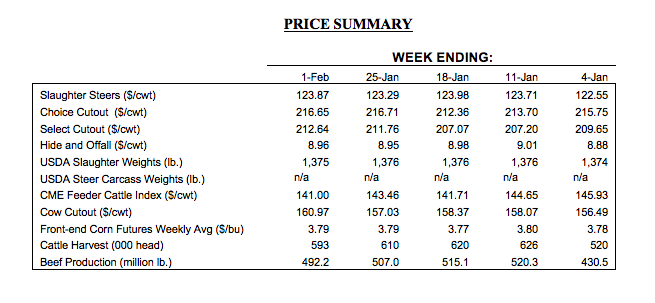 PRICE SUMMARY
WEEK ENDING:
1-Feb 25-Jan 18-Jan 11-Jan 4-Jan
Slaughter Steers ($/cwt) 123.87 123.29 123.98 123.71 122.55
Choice Cutout ($/cwt) 216.65 216.71 212.36 213.70 215.75
Select Cutout ($/cwt) 212.64 211.76 207.07 207.20 209.65
Hide and Offall ($/cwt) 8.96 8.95 8.98 9.01 8.88
USDA Slaughter Weights (lb.) 1,375 1,376 1,376 1,376 1,374
USDA Steer Carcass Weights (lb.) n/a n/a n/a n/a n/a
CME Feeder Cattle Index ($/cwt) 141.00 143.46 141.71 144.65 145.93
Cow Cutout ($/cwt) 160.97 157.03 158.37 158.07 156.49
Front-end Corn Futures Weekly Avg ($/bu) 3.79 3.79 3.77 3.80 3.78
Cattle Harvest (000 head) 593 610 620 626 520
Beef Production (million lb.) 492.2 507.0 515.1 520.3 430.5